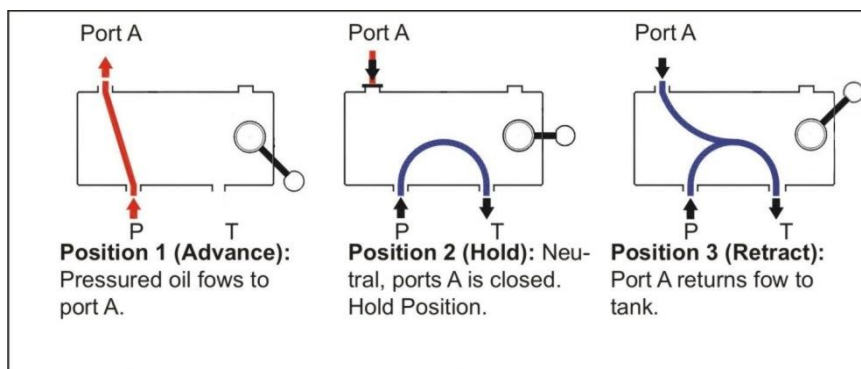 Port A
P T
Position 1 (Advance):
Pressured oil fows to
port A.
Port A
P T
Position 2 (Hold): Neu-
tral, ports A is closed.
Hold Position.
Port A
P T
Position 3 (Retract):
Port A returns fow to
tank.